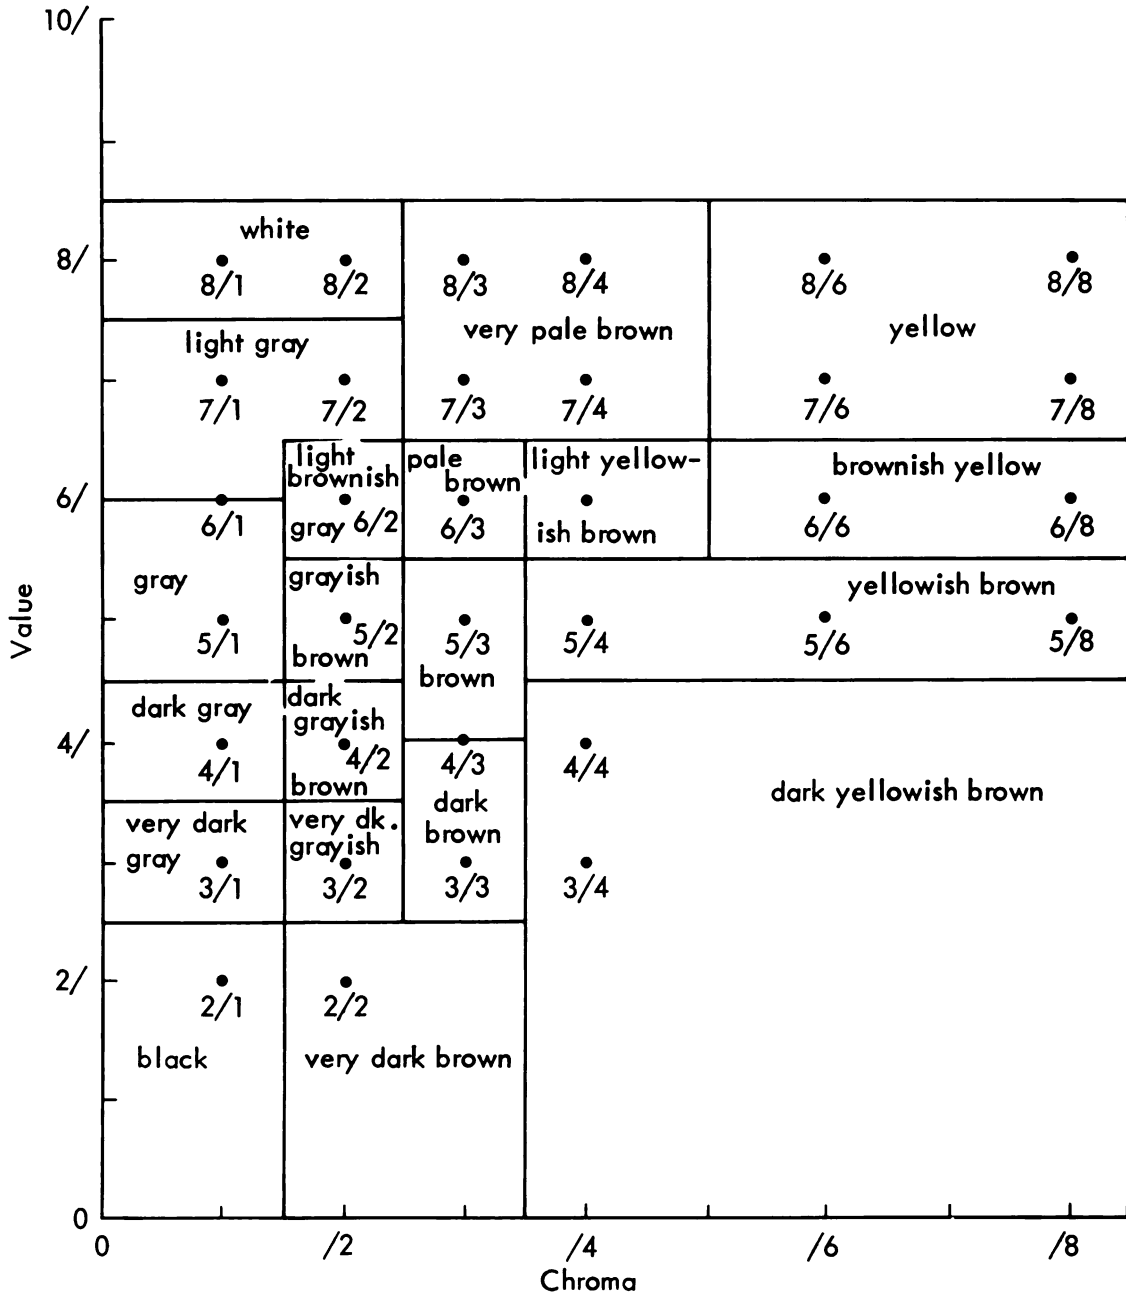 10/
white
8/
8/1 8/2 8/3 8/4 8/6 8/8
light gray
very pale brown
yellow
7/1 7/2 7/3 7/4 7/6 7/8
light
brownish
gray 6/2
pale
brown
6/3
light yellow-
ish brown
brownish yellow
6/6 6/8
6/
6/1
gray
5/1
grayish
5/2
brown
5/3
brown
yellowish brown
5/4 5/6 5/8
Value
dark gray
4/1
dark
grayish
4/2
brown
4/
4/3
dark
brown
3/3
4/4
dark yellowish brown
3/4
very dark
gray
3/1
very dk.
grayish
3/2
2/
2/1 2/2
black
very dark brown
0
0 /2 /4 /6 /8
Chroma